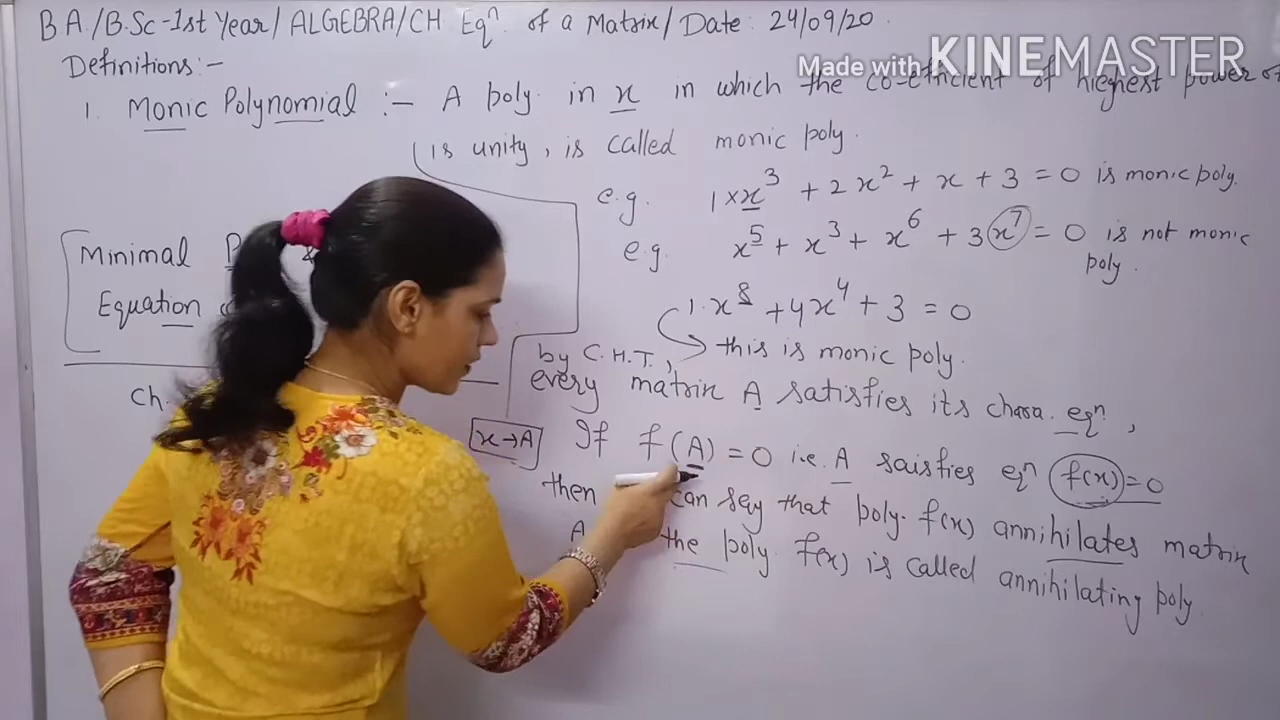 B A./B.Sc-1st Year/ ALGEBRA/CH Eqⁿ. of a Matrix/ Date: 24/09/20.
Made with KINEMASTER
Definitions:-
1. Monic Polynomial :- A poly. in x in which the co-efficient of highest power of
is unity, is called monic poly.
e.g. 1 × x³ + 2x² + x + 3 = 0 is monic poly.
e.g. x⁵ + x³ + x⁶ + 3x⁷ = 0 is not monic
poly.
Minimal
Equation
1. x⁸ + 4x⁴ + 3 = 0
this is monic poly.
by C.H.T.,
Ch.
every matrix A satisfies its chara. eqⁿ,
x → A
If f(A) = 0 i.e. A saisfies eqⁿ f(x) = 0
then can say that poly. f(x) annihilates matrix
A the poly. f(x) is called annihilating poly.